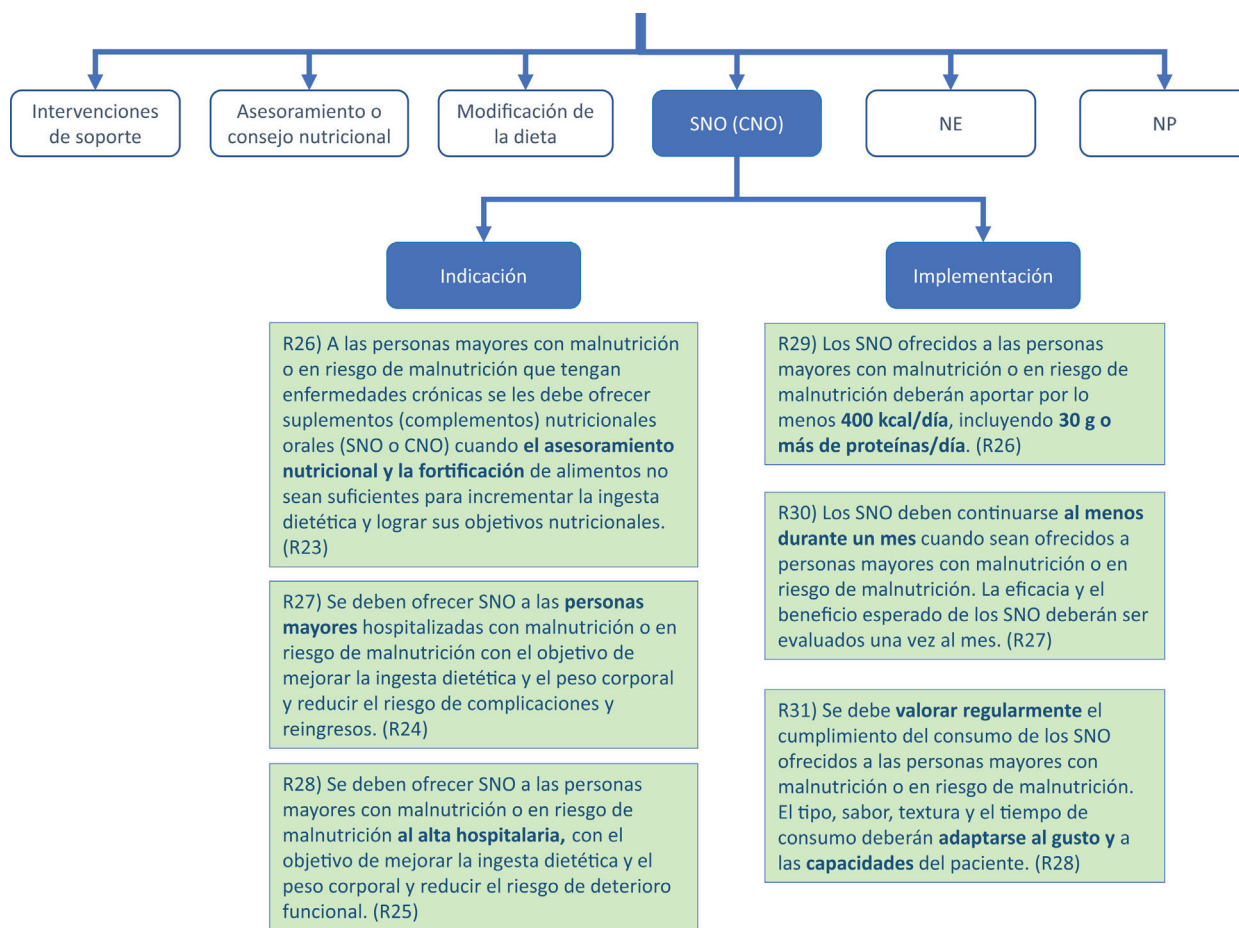 Intervenciones
de soporte
Asesoramiento o
consejo nutricional
Modificación de
la dieta
SNO (CNO)
NE
NP
Indicación
Implementación
R26) A las personas mayores con malnutrición
o en riesgo de malnutrición que tengan
enfermedades crónicas se les debe ofrecer
suplementos (complementos) nutricionales
orales (SNO o CNO) cuando el asesoramiento
nutricional y la fortificación de alimentos no
sean suficientes para incrementar la ingesta
dietética y lograr sus objetivos nutricionales.
(R23)
R27) Se deben ofrecer SNO a las personas
mayores hospitalizadas con malnutrición o en
riesgo de malnutrición con el objetivo de
mejorar la ingesta dietética y el peso corporal
y reducir el riesgo de complicaciones y
reingresos. (R24)
R28) Se deben ofrecer SNO a las personas
mayores con malnutrición o en riesgo de
malnutrición al alta hospitalaria, con el
objetivo de mejorar la ingesta dietética y el
peso corporal y reducir el riesgo de deterioro
funcional. (R25)
R29) Los SNO ofrecidos a las personas
mayores con malnutrición o en riesgo de
malnutrición deberán aportar por lo
menos 400 kcal/día, incluyendo 30 g o
más de proteínas/día. (R26)
R30) Los SNO deben continuarse al menos
durante un mes cuando sean ofrecidos a
personas mayores con malnutrición o en
riesgo de malnutrición. La eficacia y el
beneficio esperado de los SNO deberán ser
evaluados una vez al mes. (R27)
R31) Se debe valorar regularmente el
cumplimiento del consumo de los SNO
ofrecidos a las personas mayores con
malnutrición o en riesgo de malnutrición.
El tipo, sabor, textura y el tiempo de
consumo deberán adaptarse al gusto y a
las capacidades del paciente. (R28)